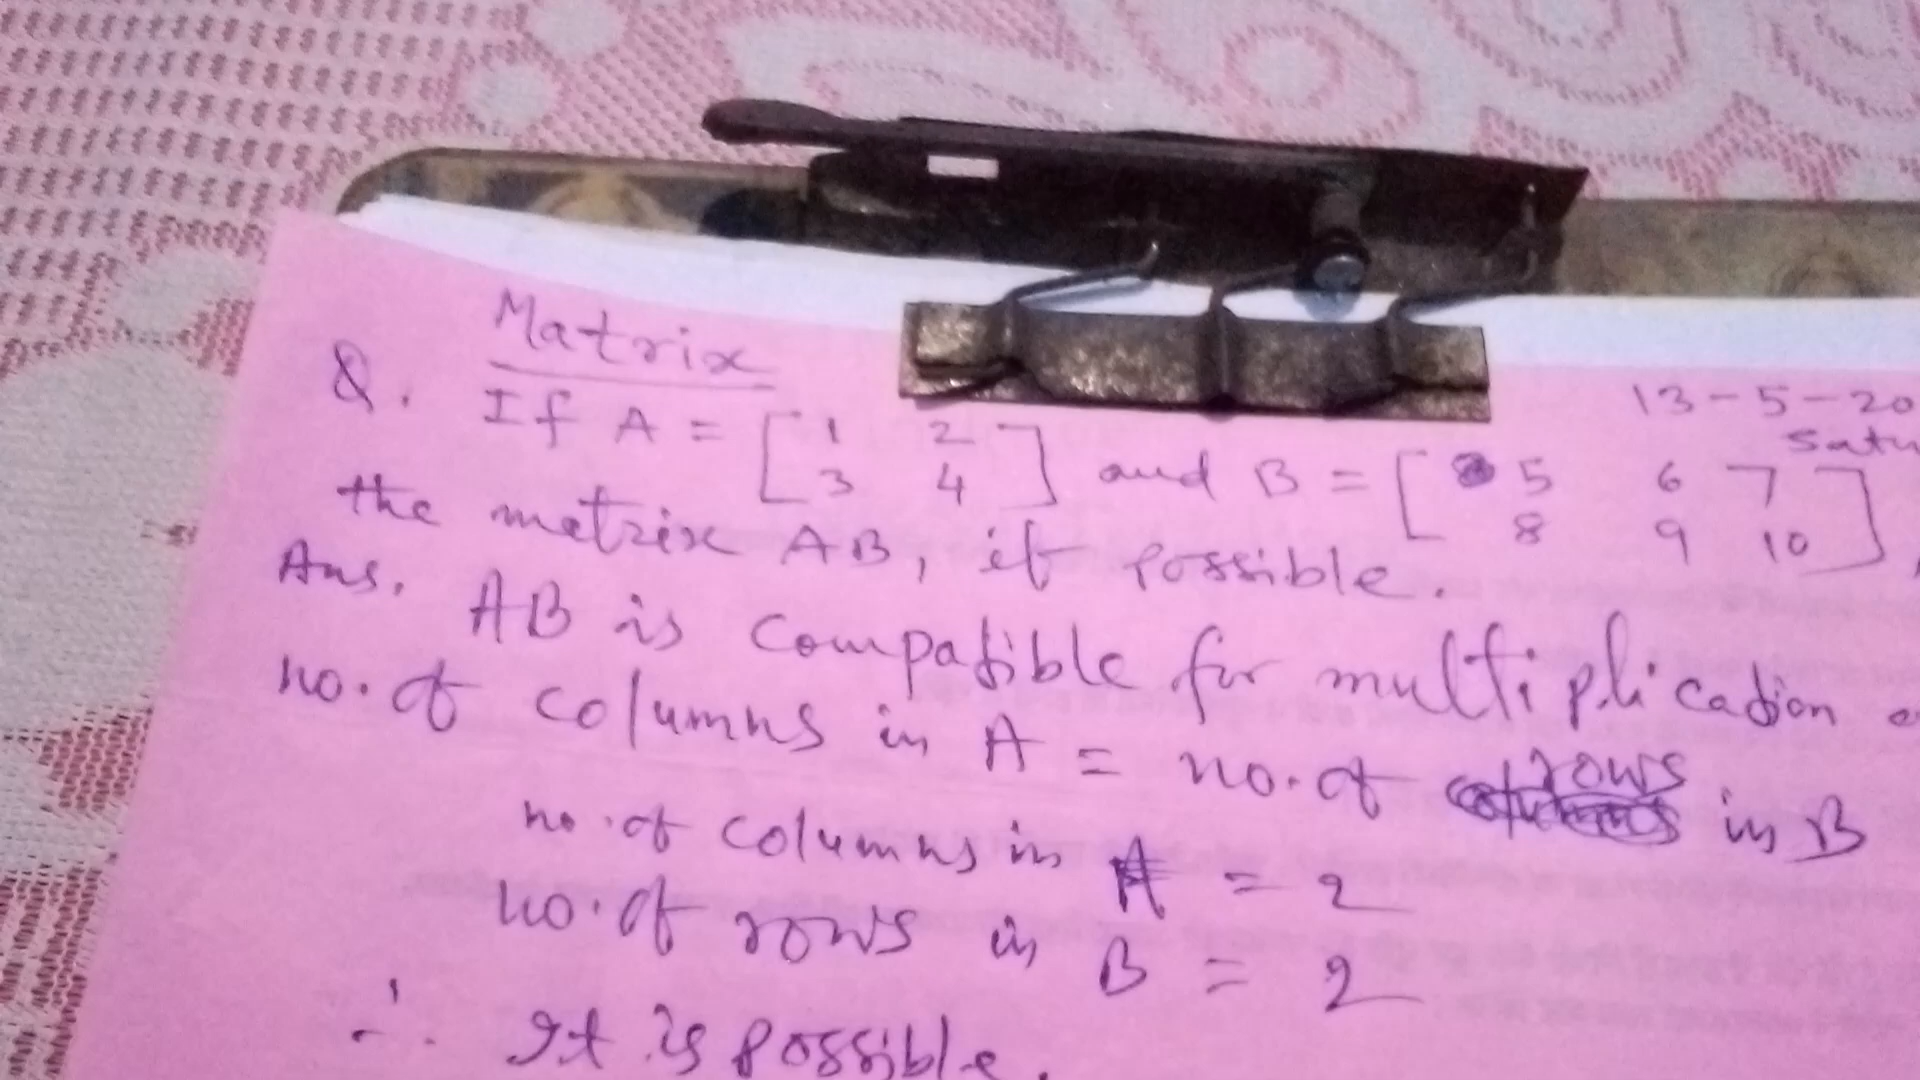 Matrix
13-5-20
Satu
Q. If A = [ 1 2 ] and B = [ 5 6 7 ]
3 4 8 9 10
the matrix AB, if possible.
Ans. AB is compatible for multiplication
no. of columns in A = no. of rows in B
no. of columns in A = 2
no. of rows in B = 2
∴ It is possible.